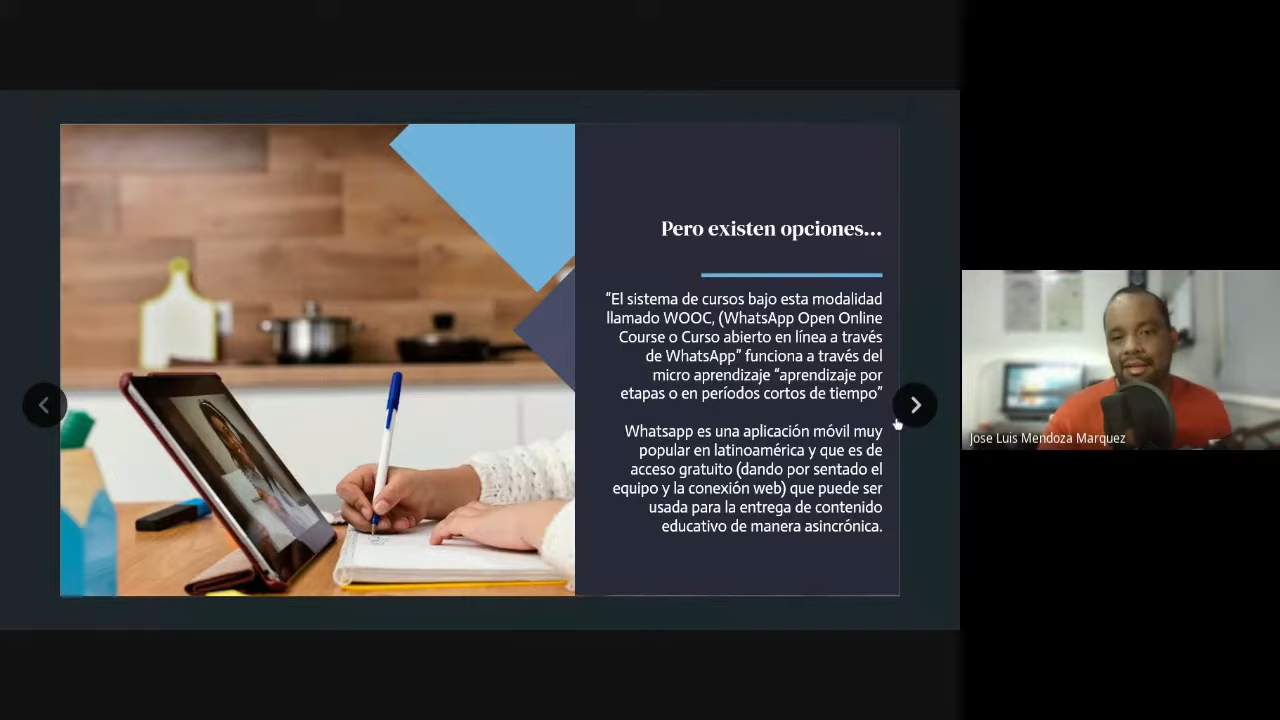 Pero existen opciones...
“El sistema de cursos bajo esta modalidad
llamado WOOC, (WhatsApp Open Online
Course o Curso abierto en línea a través
de WhatsApp” funciona a través del
micro aprendizaje “aprendizaje por
etapas o en períodos cortos de tiempo”
Whatsapp es una aplicación móvil muy
popular en latinoamérica y que es de
acceso gratuito (dando por sentado el
equipo y la conexión web) que puede ser
usada para la entrega de contenido
educativo de manera asincrónica.
Jose Luis Mendoza Marquez